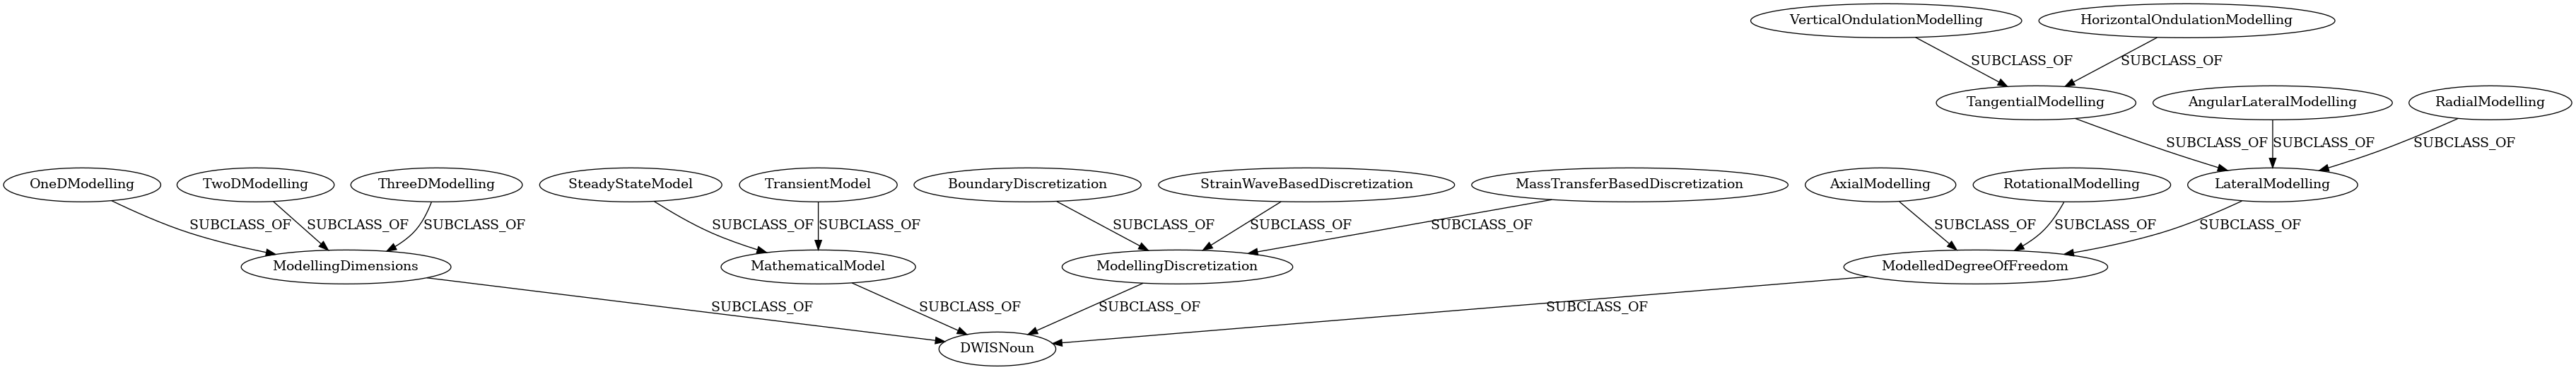 VerticalOndulationModelling
HorizontalOndulationModelling
SUBCLASS_OF
SUBCLASS_OF
TangentialModelling
AngularLateralModelling
RadialModelling
SUBCLASS_OF
SUBCLASS_OF
SUBCLASS_OF
OneDModelling
TwoDModelling
ThreeDModelling
SteadyStateModel
TransientModel
BoundaryDiscretization
StrainWaveBasedDiscretization
MassTransferBasedDiscretization
AxialModelling
RotationalModelling
LateralModelling
SUBCLASS_OF
SUBCLASS_OF
SUBCLASS_OF
SUBCLASS_OF
SUBCLASS_OF
SUBCLASS_OF
SUBCLASS_OF
SUBCLASS_OF
SUBCLASS_OF
SUBCLASS_OF
SUBCLASS_OF
ModellingDimensions
MathematicalModel
ModellingDiscretization
ModelledDegreeOfFreedom
SUBCLASS_OF
SUBCLASS_OF
SUBCLASS_OF
SUBCLASS_OF
DWISNoun